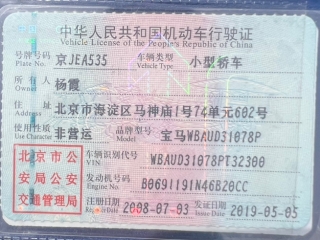 中华人民共和国机动车行驶证
Vehicle License of the People's Republic of China
号牌号码 京JEA535 车辆类型 小型轿车
Plate No. Vehicle Type
所有人 杨霞
Owner
住址 北京市海淀区马神庙1号74单元602号
Address
使用性质 非营运 品牌型号 宝马WBAUD31078P
Use Character Model
北京市公安局公安交通管理局
车辆识别代号 WBAUD31078PT32300
VIN
发动机号码 B0691191N46B20CC
Engine No.
注册日期 2008-07-03 发证日期 2019-05-05
Register Date Issue Date